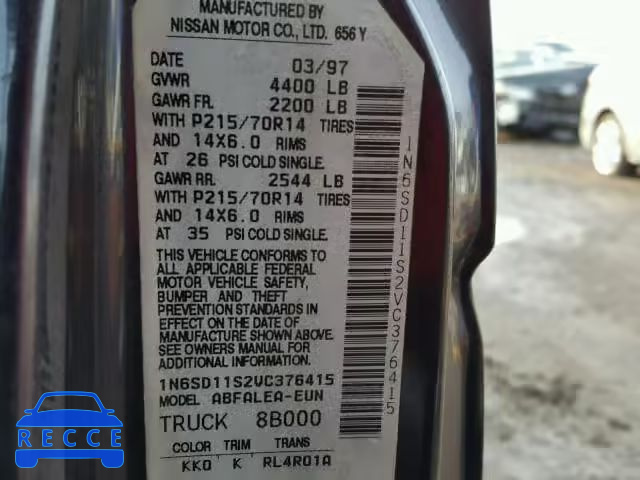 MANUFACTURED BY
NISSAN MOTOR CO., LTD. 656Y
DATE 03/97
GVWR 4400 LB
GAWR FR. 2200 LB
WITH P215/70R14 TIRES
AND 14X6.0 RIMS
AT 26 PSI COLD SINGLE.
GAWR RR. 2544 LB
WITH P215/70R14 TIRES
AND 14X6.0 RIMS
AT 35 PSI COLD SINGLE.
THIS VEHICLE CONFORMS TO
ALL APPLICABLE FEDERAL
MOTOR VEHICLE SAFETY,
BUMPER AND THEFT
PREVENTION STANDARDS IN
EFFECT ON THE DATE OF
MANUFACTURE SHOWN ABOVE.
SEE OWNERS MANUAL ALSO.
1N6SD11S2VC376415
MODEL ABFALEA-EUN
TRUCK 8B000
COLOR TRIM TRANS
KK0 K RL4R01A
1N6SD11S2VC376415
RECCE